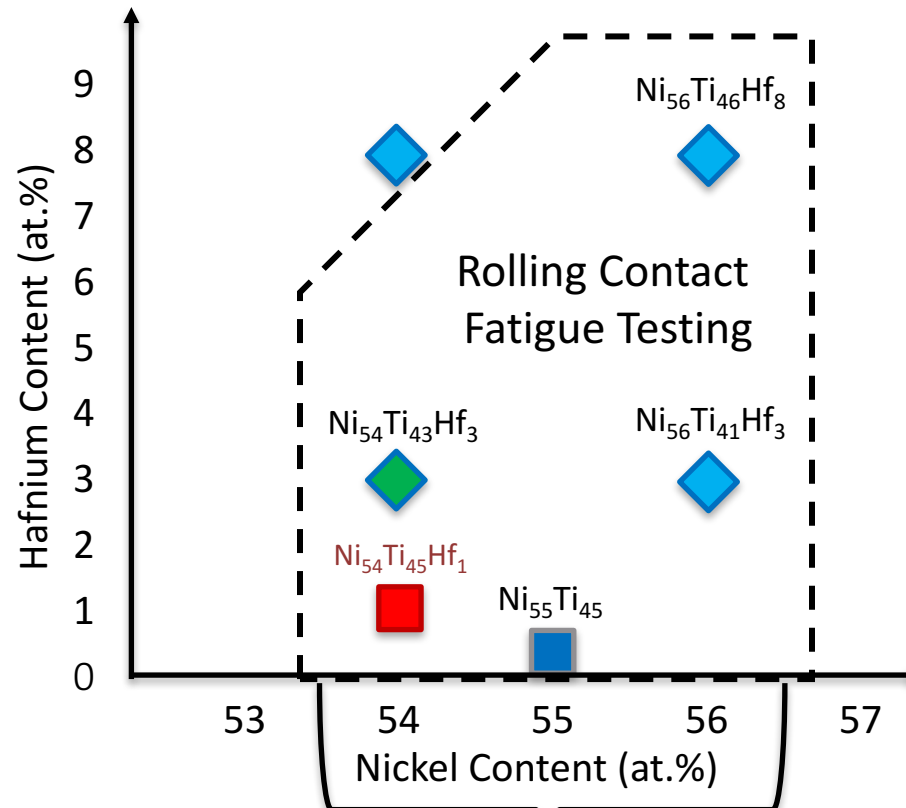 Hafnium Content (at.%)
9
8
7
6
5
4
3
2
1
0
Ni₅₆Ti₄₆Hf₈
Rolling Contact
Fatigue Testing
Ni₅₄Ti₄₃Hf₃
Ni₅₆Ti₄₁Hf₃
Ni₅₄Ti₄₅Hf₁
Ni₅₅Ti₄₅
53 54 55 56 57
Nickel Content (at.%)